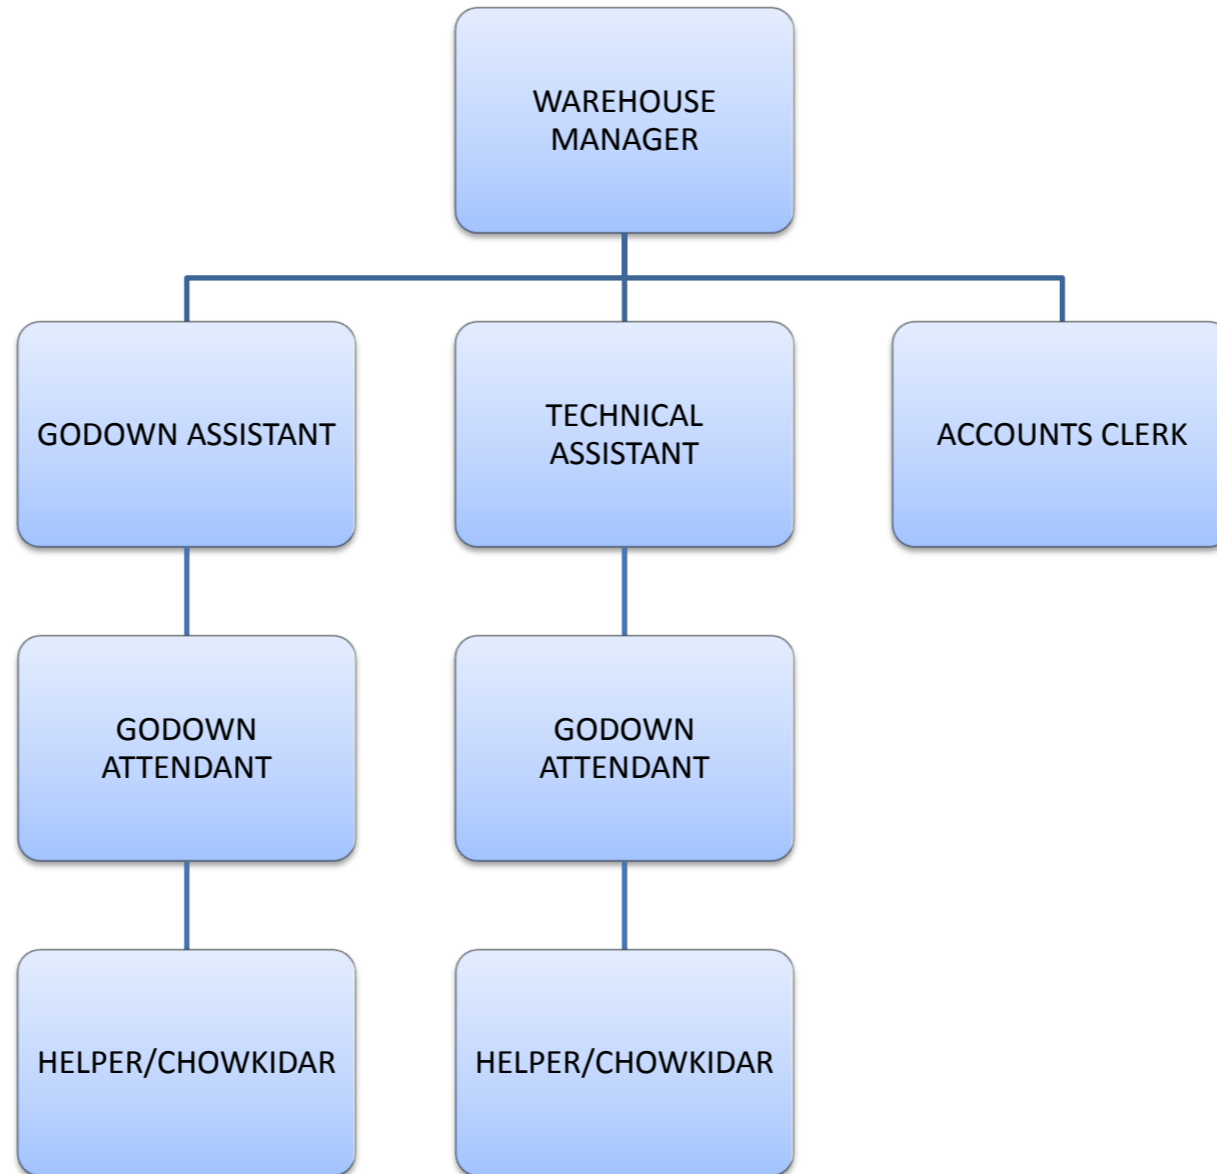 WAREHOUSE
MANAGER
GODOWN ASSISTANT
TECHNICAL
ASSISTANT
ACCOUNTS CLERK
GODOWN
ATTENDANT
GODOWN
ATTENDANT
HELPER/CHOWKIDAR
HELPER/CHOWKIDAR